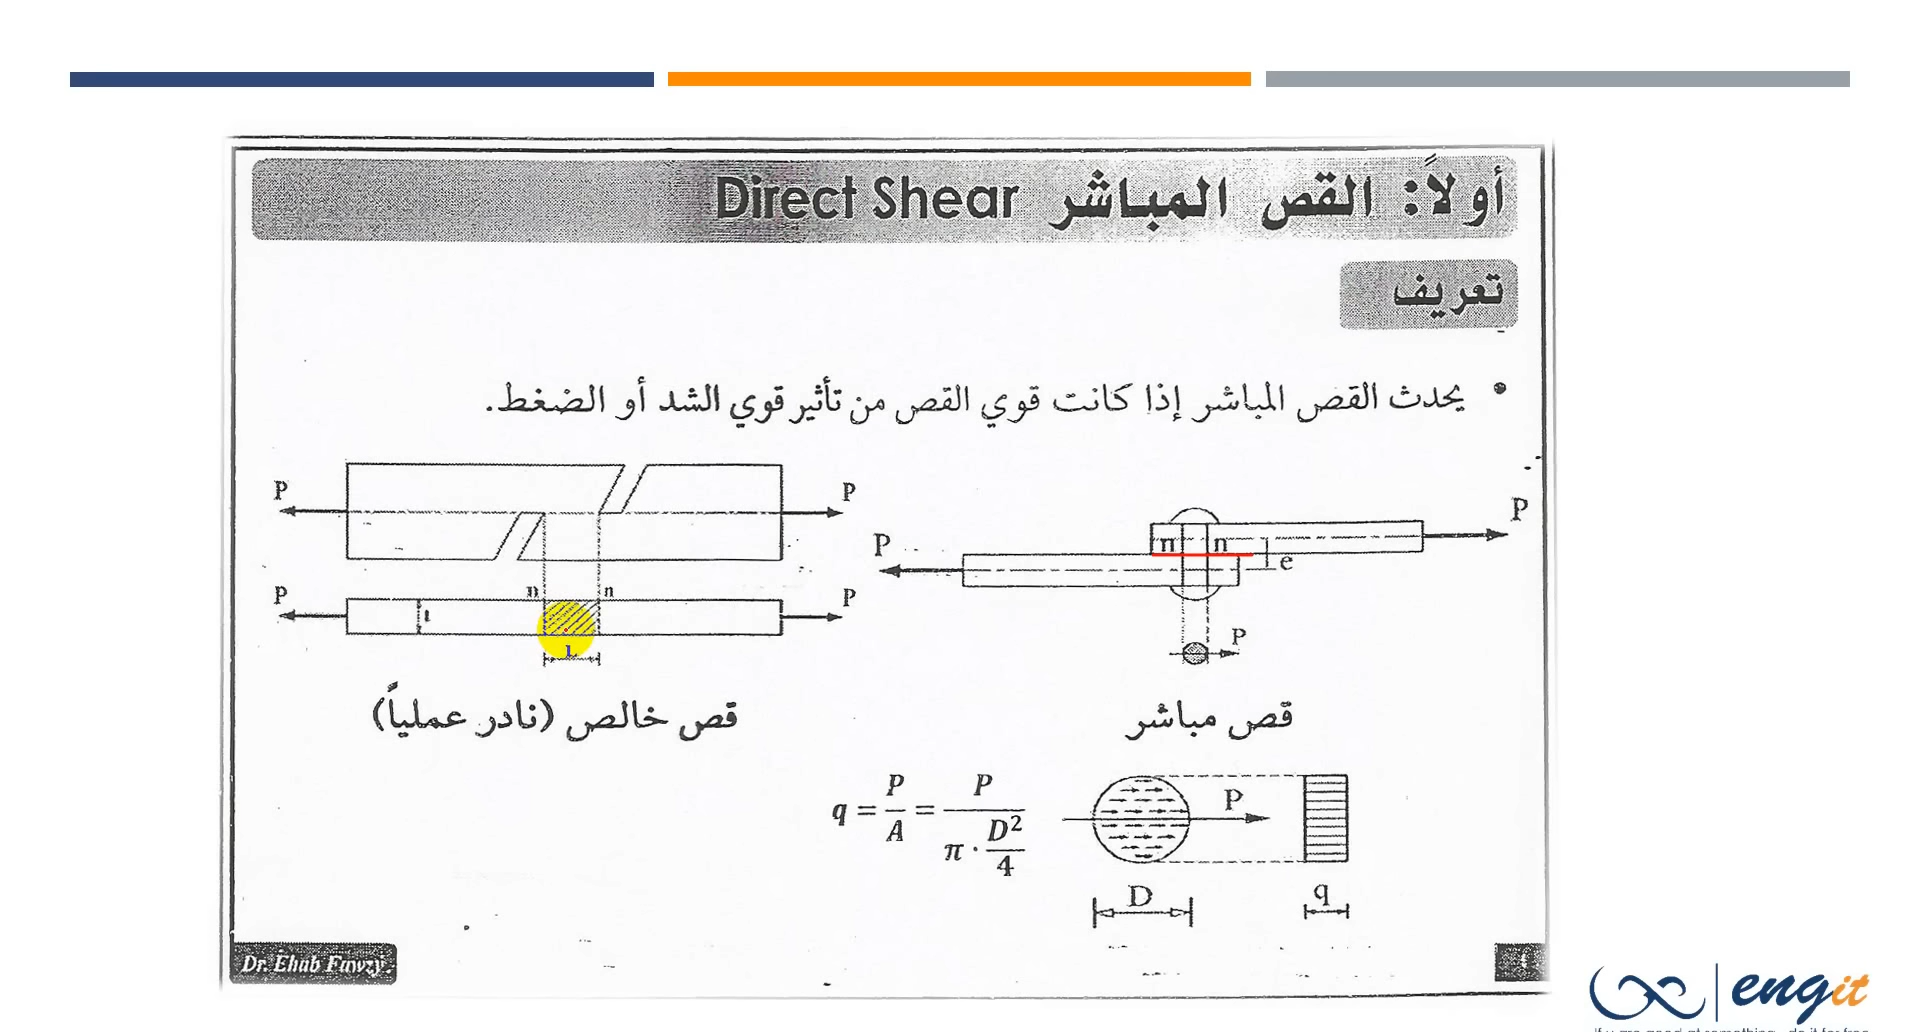 أولاً: القص المباشر Direct Shear
تعريف
• يحدث القص المباشر إذا كانت قوي القص من تأثير قوي الشد أو الضغط.
P P
P n n P
t
L
P P
n n
e
P
قص خالص (نادر عملياً)
قص مباشر
q = P/A = P/(π · D²/4)
P
D
q
Dr. Ehab Fawzy
engit